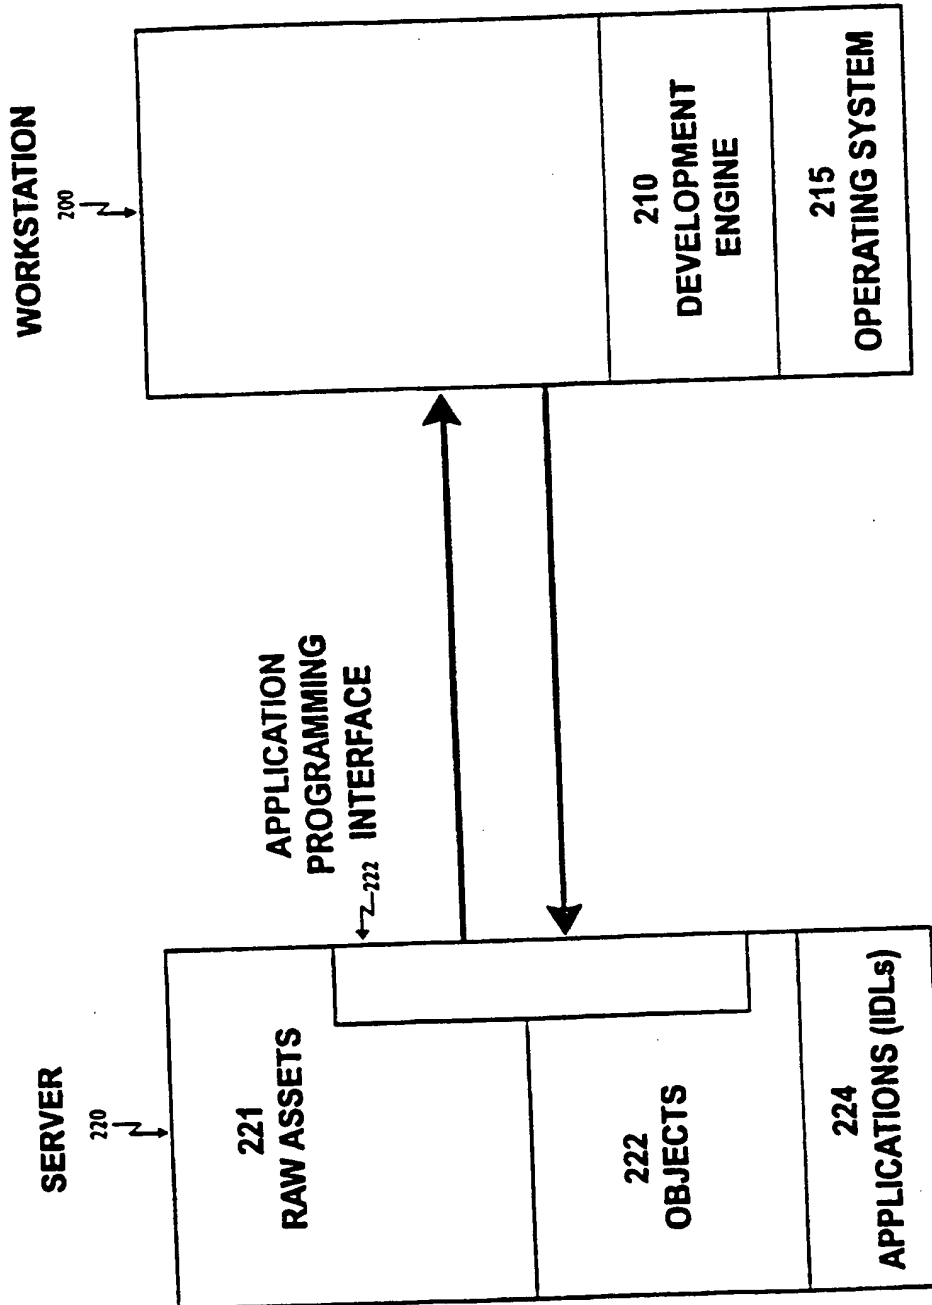 SERVER
220
221
RAW ASSETS
222
OBJECTS
224
APPLICATIONS (IDLs)
APPLICATION
PROGRAMMING
222 INTERFACE
WORKSTATION
200
210
DEVELOPMENT
ENGINE
215
OPERATING SYSTEM